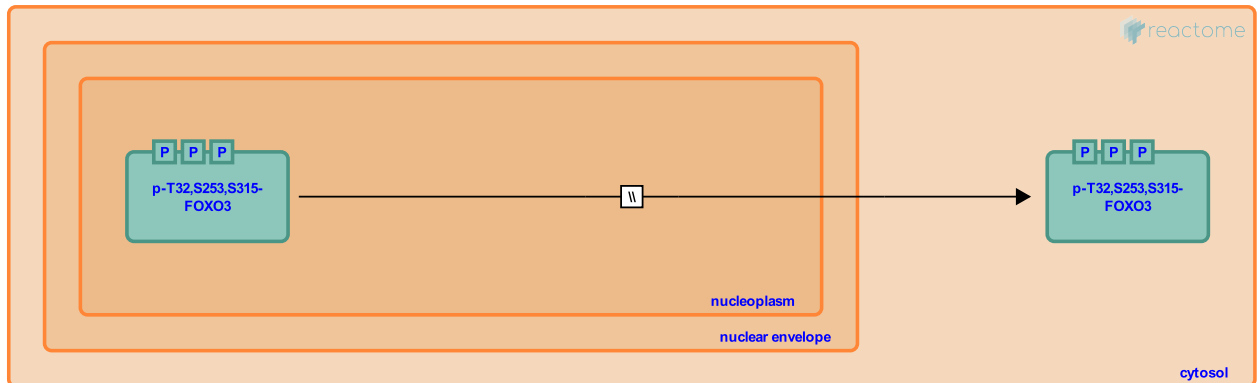 reactome
P P P
p-T32,S253,S315-
FOXO3
\\
P P P
p-T32,S253,S315-
FOXO3
nucleoplasm
nuclear envelope
cytosol